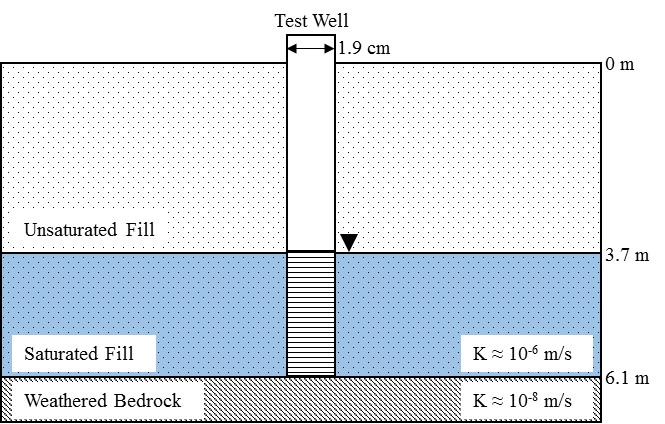 Test Well
1.9 cm
0 m
Unsaturated Fill
3.7 m
Saturated Fill
K ≈ 10⁻⁶ m/s
6.1 m
Weathered Bedrock
K ≈ 10⁻⁸ m/s